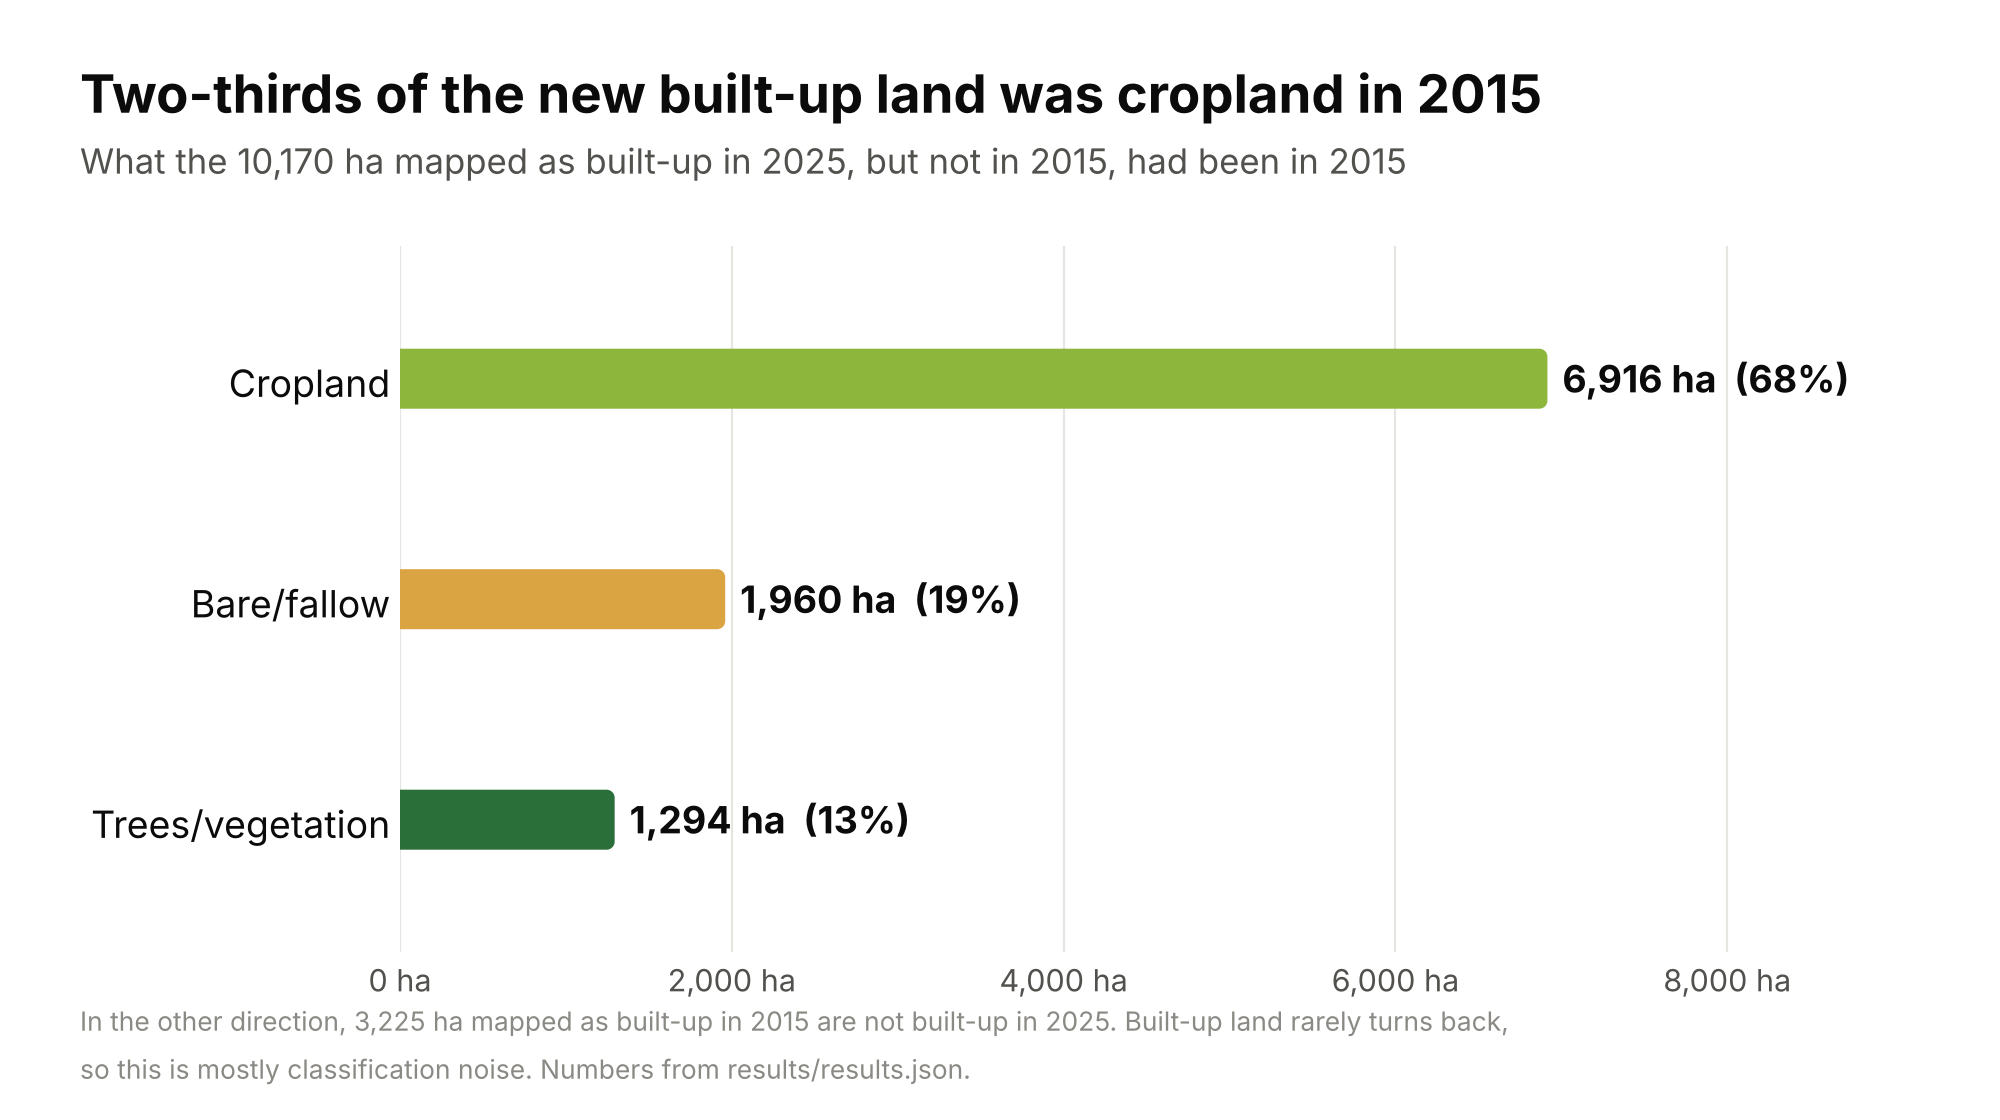 Two-thirds of the new built-up land was cropland in 2015
What the 10,170 ha mapped as built-up in 2025, but not in 2015, had been in 2015
Cropland
6,916 ha (68%)
Bare/fallow
1,960 ha (19%)
Trees/vegetation
1,294 ha (13%)
0 ha
2,000 ha
4,000 ha
6,000 ha
8,000 ha
In the other direction, 3,225 ha mapped as built-up in 2015 are not built-up in 2025. Built-up land rarely turns back,
so this is mostly classification noise. Numbers from results/results.json.